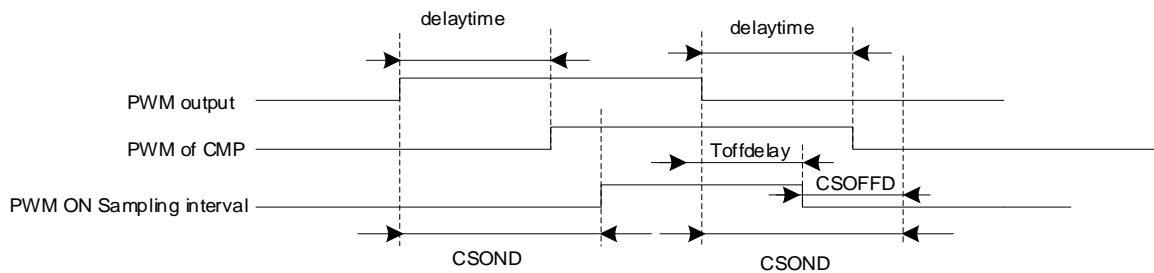 delaytime
delaytime
PWM output
PWM of CMP
Toffdelay
CSOFFD
PWM ON Sampling interval
CSOND
CSOND